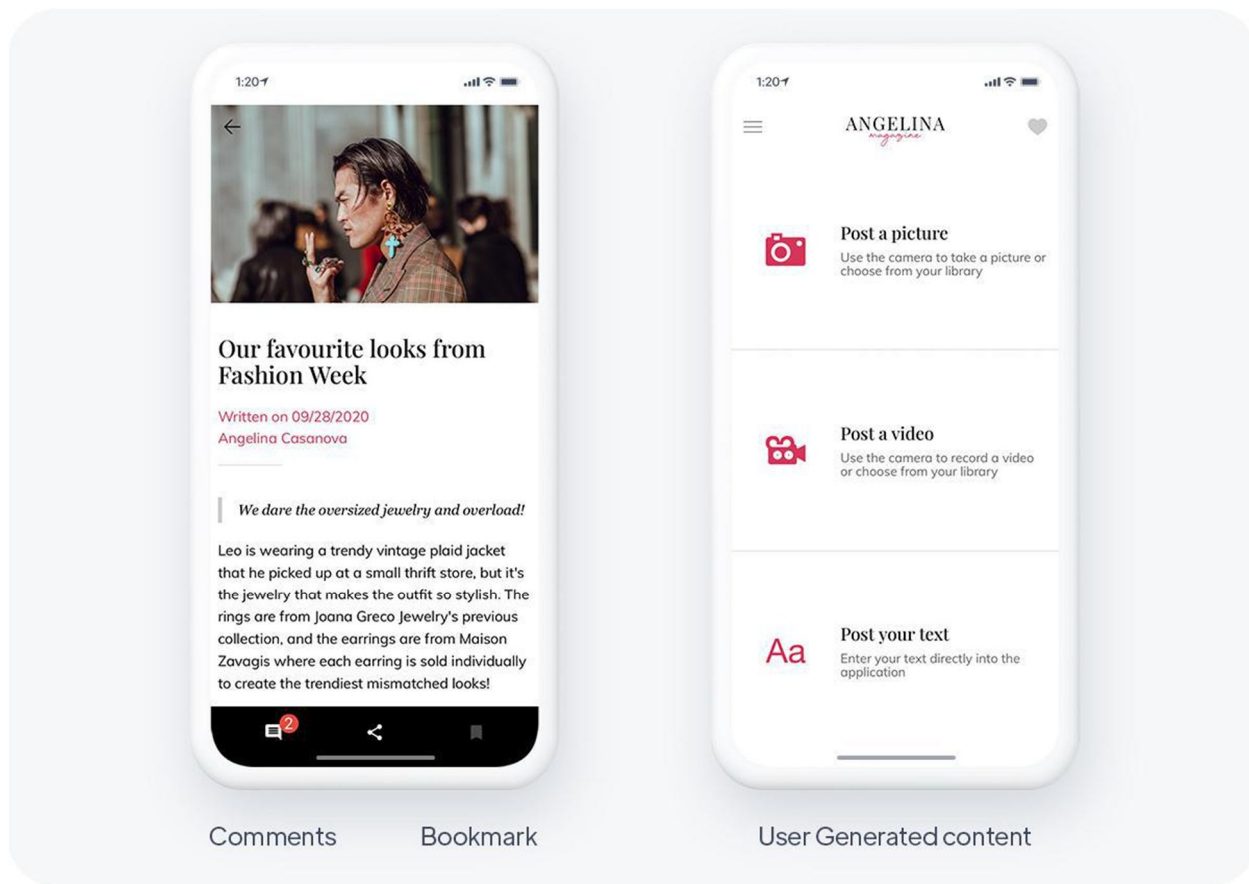 1:20
Our favourite looks from
Fashion Week
Written on 09/28/2020
Angelina Casanova
We dare the oversized jewelry and overload!
Leo is wearing a trendy vintage plaid jacket
that he picked up at a small thrift store, but it's
the jewelry that makes the outfit so stylish. The
rings are from Joana Greco Jewelry's previous
collection, and the earrings are from Maison
Zavagis where each earring is sold individually
to create the trendiest mismatched looks!
2
Comments
Bookmark
1:20
ANGELINA
magazine
Post a picture
Use the camera to take a picture or
choose from your library
Post a video
Use the camera to record a video
or choose from your library
Aa
Post your text
Enter your text directly into the
application
User Generated content